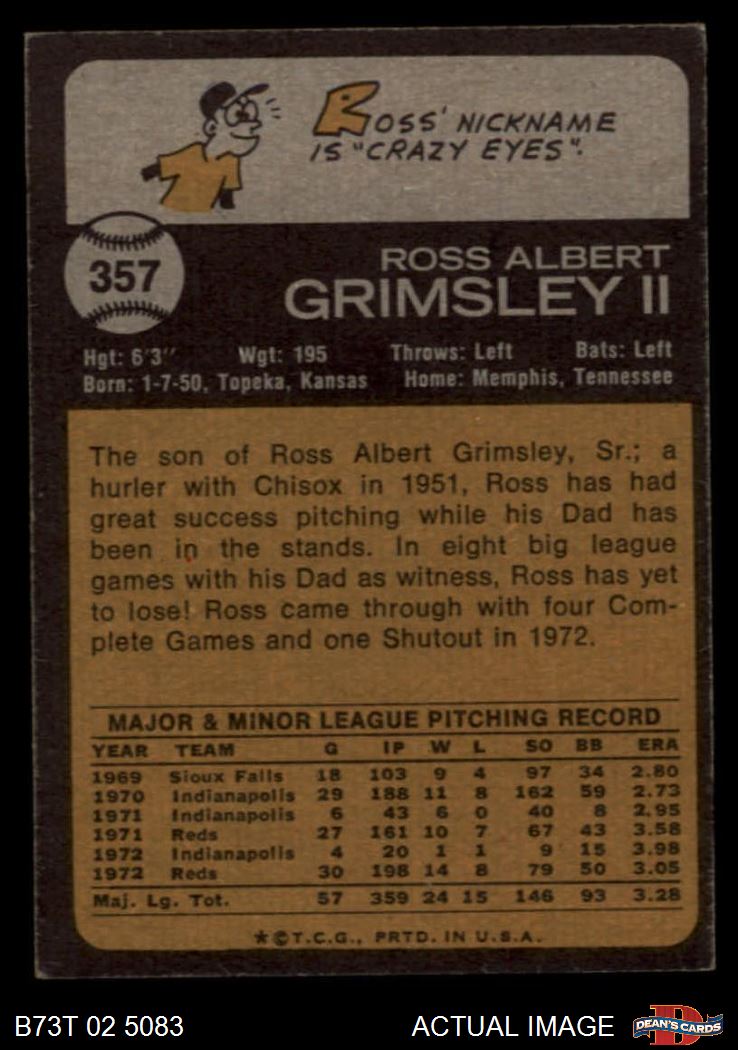 ROSS' NICKNAME
IS "CRAZY EYES".
357
ROSS ALBERT
GRIMSLEY II
Hgt: 6'3" Wgt: 195 Throws: Left Bats: Left
Born: 1-7-50, Topeka, Kansas Home: Memphis, Tennessee
The son of Ross Albert Grimsley, Sr.; a
hurler with Chisox in 1951, Ross has had
great success pitching while his Dad has
been in the stands. In eight big league
games with his Dad as witness, Ross has yet
to lose! Ross came through with four Com-
plete Games and one Shutout in 1972.
MAJOR & MINOR LEAGUE PITCHING RECORD
YEAR TEAM G IP W L SO BB ERA
1969 Sioux Falls 18 103 9 4 97 34 2.80
1970 Indianapolis 29 188 11 8 162 59 2.73
1971 Indianapolis 6 43 6 0 40 8 2.95
1971 Reds 27 161 10 7 67 43 3.58
1972 Indianapolis 4 20 1 1 9 15 3.98
1972 Reds 30 198 14 8 79 50 3.05
Maj. Lg. Tot. 57 359 24 15 146 93 3.28
*©T.C.G., PRTD. IN U.S.A.
B73T 02 5083 ACTUAL IMAGE D DEAN'S CARDS